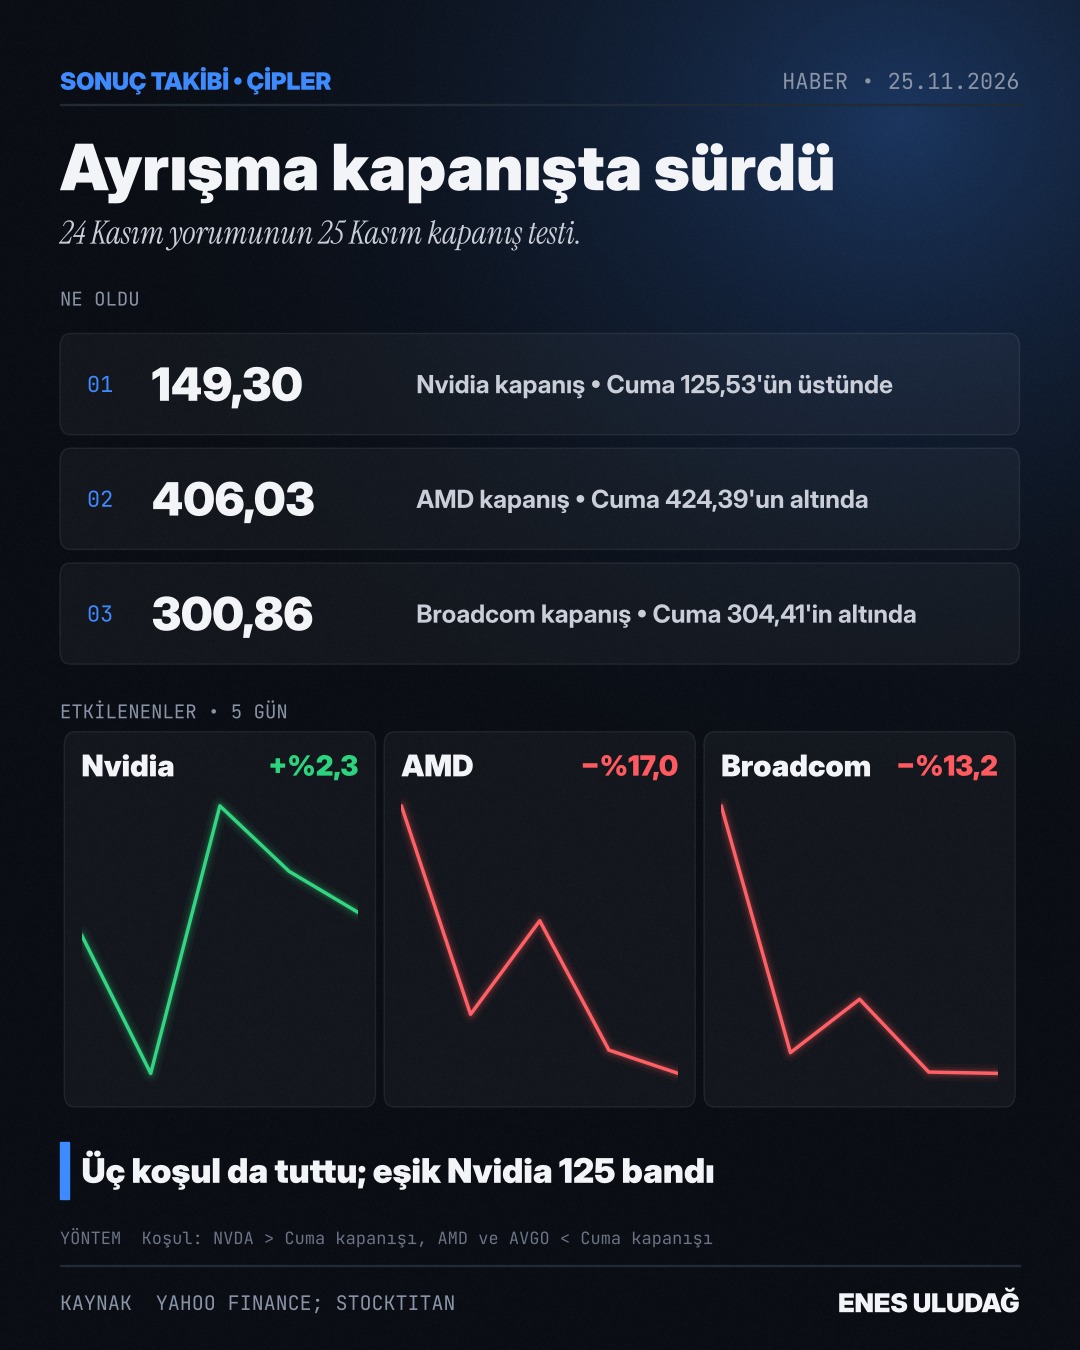 SONUÇ TAKİBİ • ÇİPLER
HABER • 25.11.2026
Ayrışma kapanışta sürdü
24 Kasım yorumunun 25 Kasım kapanış testi.
NE OLDU
01 149,30 Nvidia kapanış • Cuma 125,53'ün üstünde
02 406,03 AMD kapanış • Cuma 424,39'un altında
03 300,86 Broadcom kapanış • Cuma 304,41'in altında
ETKİLENENLER • 5 GÜN
Nvidia +%2,3
AMD −%17,0
Broadcom −%13,2
Üç koşul da tuttu; eşik Nvidia 125 bandı
YÖNTEM Koşul: NVDA > Cuma kapanışı, AMD ve AVGO < Cuma kapanışı
KAYNAK YAHOO FINANCE; STOCKTITAN
ENES ULUDAĞ